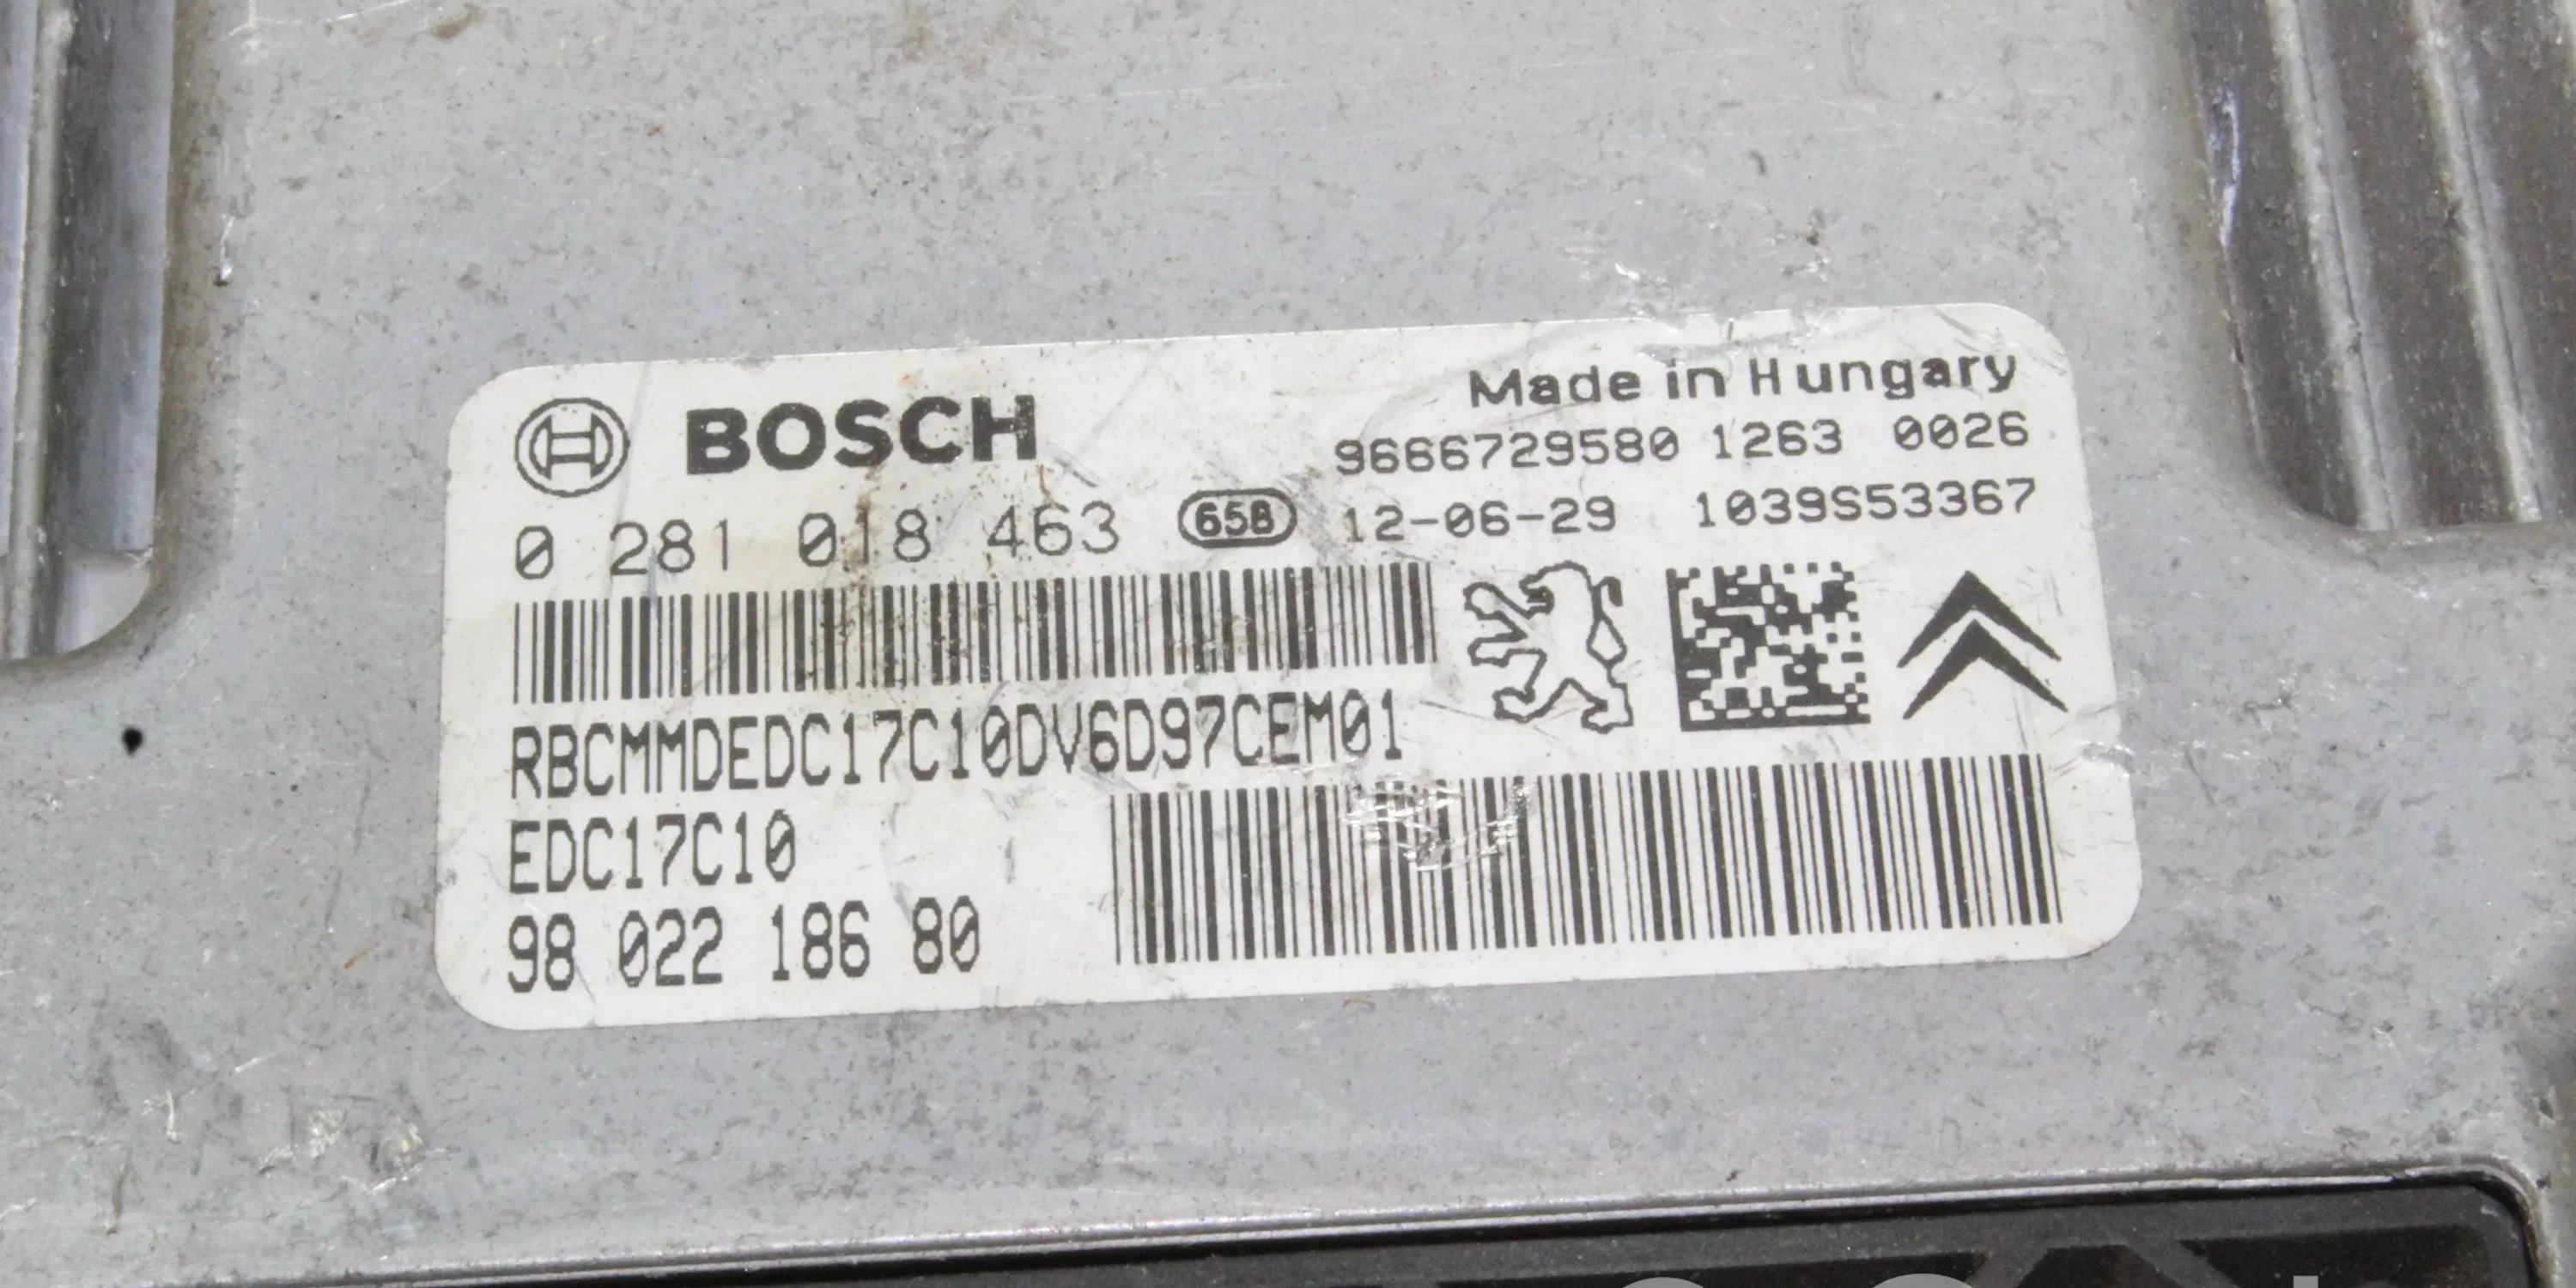 BOSCH
Made in Hungary
9666729580 1263 0026
0 281 018 463 65B 12-06-29 1039S53367
RBCMMDEDC17C10DV6D97CEM01
EDC17C10
98 022 186 80